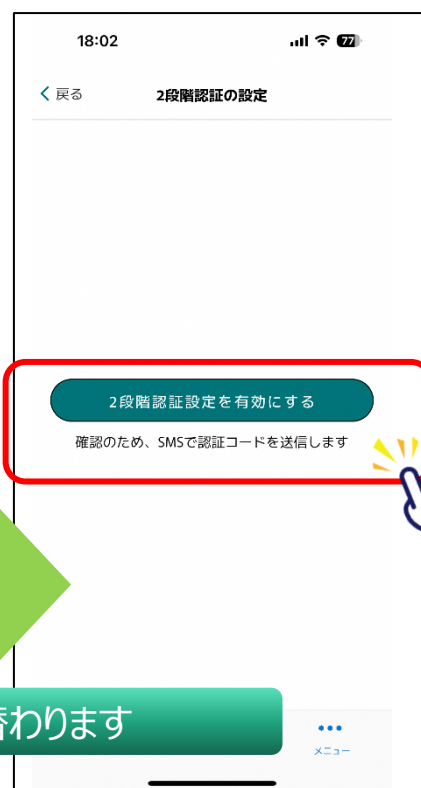 18:02
77
戻る
2段階認証の設定
2段階認証設定を有効にする
確認のため、SMSで認証コードを送信します
替わります
メニュー